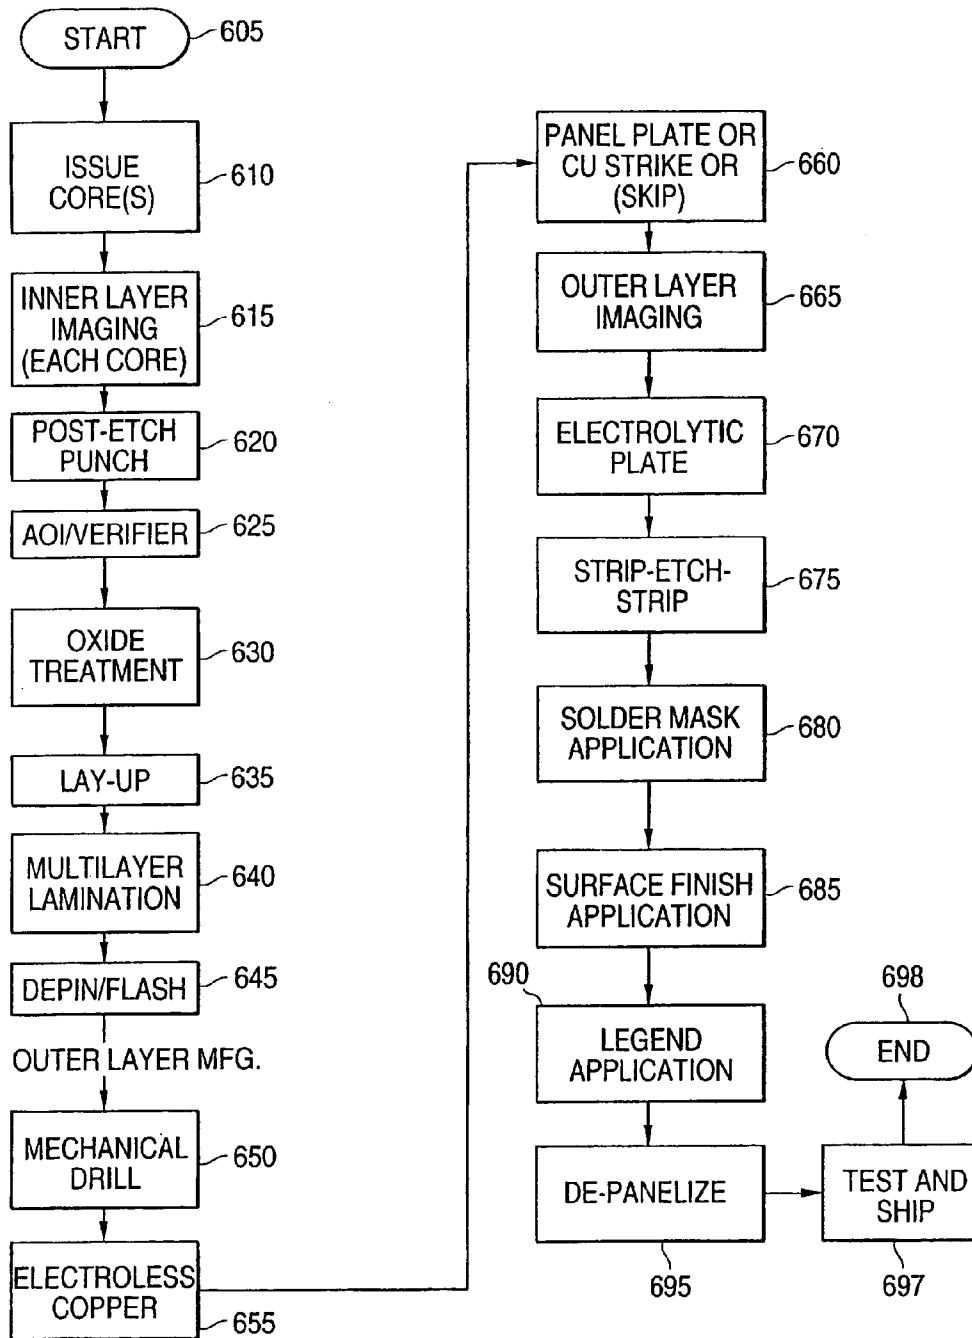 START
605
ISSUE
CORE(S)
610
INNER LAYER
IMAGING
(EACH CORE)
615
POST-ETCH
PUNCH
620
AOI/VERIFIER
625
OXIDE
TREATMENT
630
LAY-UP
635
MULTILAYER
LAMINATION
640
DEPIN/FLASH
645
OUTER LAYER MFG.
MECHANICAL
DRILL
650
ELECTROLESS
COPPER
655
PANEL PLATE OR
CU STRIKE OR
(SKIP)
660
OUTER LAYER
IMAGING
665
ELECTROLYTIC
PLATE
670
STRIP-ETCH-
STRIP
675
SOLDER MASK
APPLICATION
680
SURFACE FINISH
APPLICATION
685
690
LEGEND
APPLICATION
DE-PANELIZE
695
TEST AND
SHIP
697
698
END